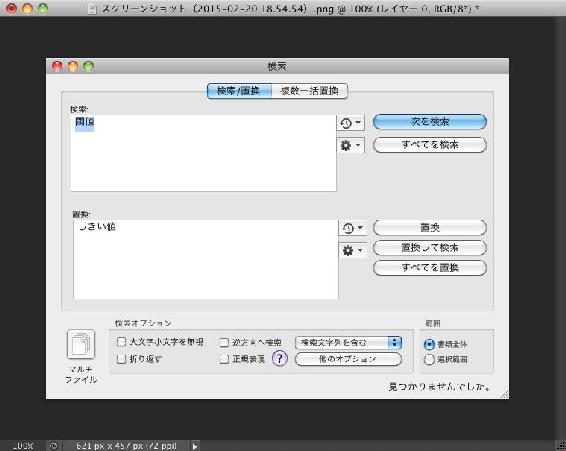 スクリーンショット（2015-02-20 18.54.54）.png @ 100% (レイヤー 0, RGB/8*) *
検索
検索/置換
複数一括置換
検索:
次を検索
すべてを検索
置換:
しきい値
置換
置換して検索
すべてを置換
検索オプション
範囲
大文字小文字を無視
逆方向へ検索
検索文字列を含む
書類全体
折り返す
正規表現
?
他のオプション
選択範囲
マルチ
ファイル
見つかりませんでした。
100%
621 px x 457 px (72 ppi)